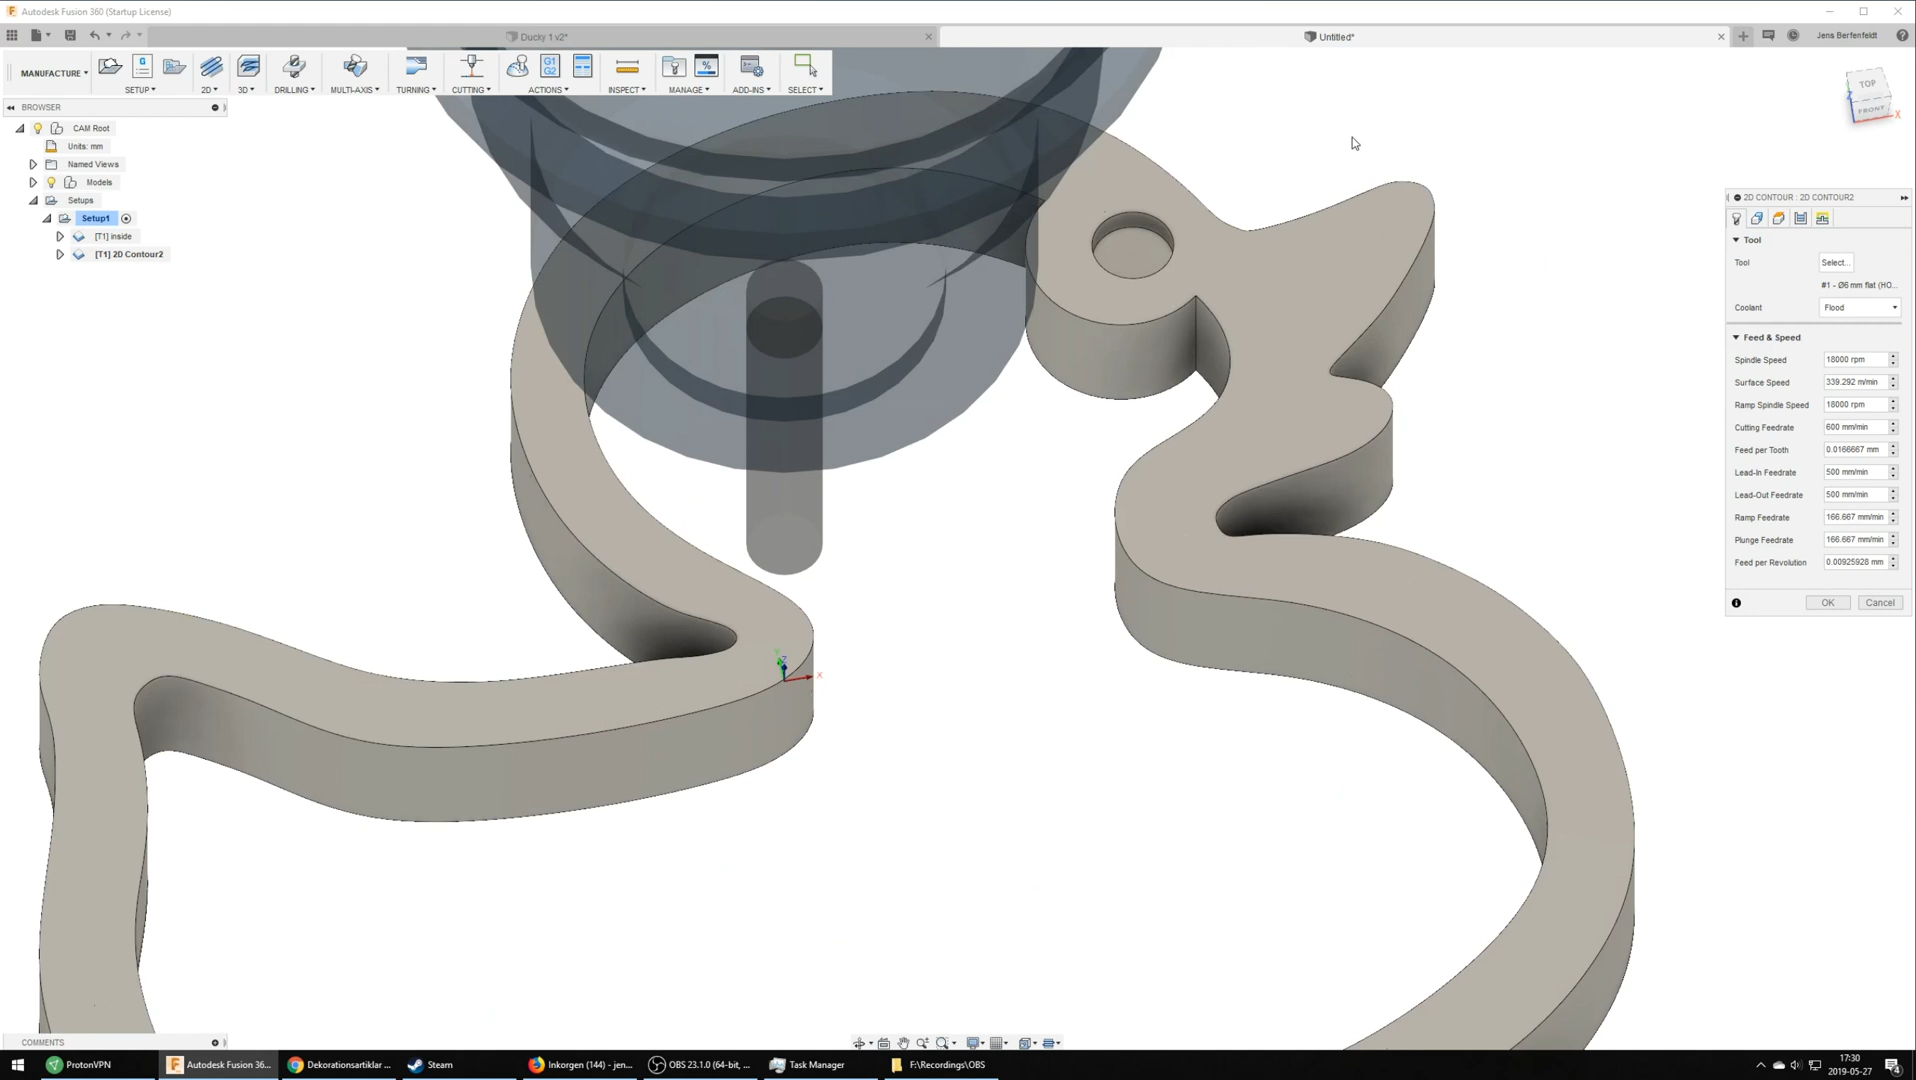 Autodesk Fusion 360 (Startup License)
Ducky 1 v2*
Untitled*
Jens Berfenfeldt
MANUFACTURE
SETUP
2D
3D
DRILLING
MULTI-AXIS
TURNING
CUTTING
G1
G2
ACTIONS
INSPECT
MANAGE
ADD-INS
SELECT
TOP
FRONT
Z
X
BROWSER
CAM Root
Units: mm
Named Views
Models
Setups
Setup1
[T1] inside
[T1] 2D Contour2
2D CONTOUR : 2D CONTOUR2
Tool
Tool
Select...
#1 - Ø6 mm flat (HO...
Coolant
Flood
Feed & Speed
Spindle Speed
18000 rpm
Surface Speed
339.292 m/min
Ramp Spindle Speed
18000 rpm
Cutting Feedrate
600 mm/min
Feed per Tooth
0.0166667 mm
Lead-In Feedrate
500 mm/min
Lead-Out Feedrate
500 mm/min
Ramp Feedrate
166.667 mm/min
Plunge Feedrate
166.667 mm/min
Feed per Revolution
0.00925928 mm
OK
Cancel
Y
Z
X
COMMENTS
ProtonVPN
Autodesk Fusion 36...
Dekorationsartiklar ...
Steam
Inkorgen (144) - jen...
OBS 23.1.0 (64-bit, ...
Task Manager
F:\Recordings\OBS
17:30
2019-05-27
4